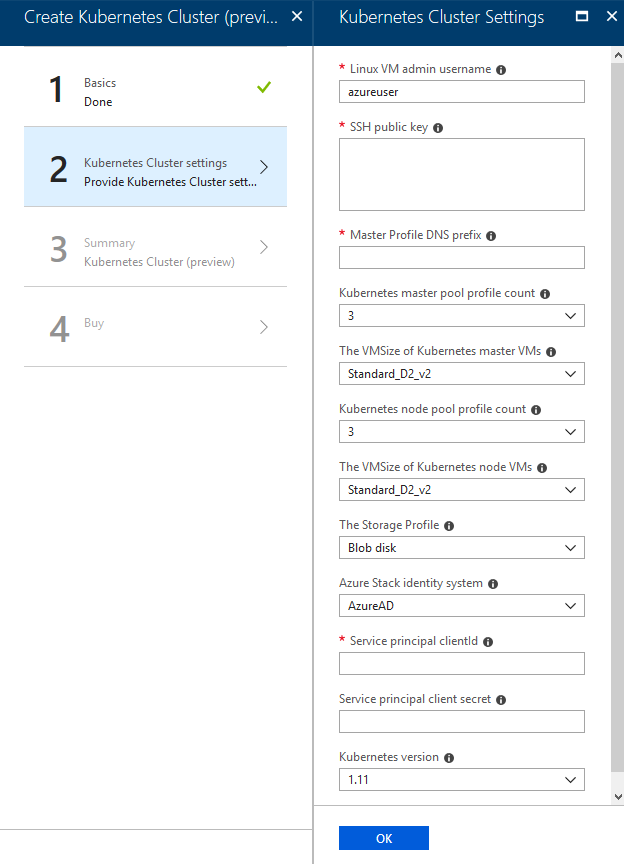 Create Kubernetes Cluster (previ...
1
Basics
Done
2
Kubernetes Cluster settings
Provide Kubernetes Cluster sett...
3
Summary
Kubernetes Cluster (preview)
4
Buy
Kubernetes Cluster Settings
* Linux VM admin username
azureuser
* SSH public key
* Master Profile DNS prefix
Kubernetes master pool profile count
3
The VMSize of Kubernetes master VMs
Standard_D2_v2
Kubernetes node pool profile count
3
The VMSize of Kubernetes node VMs
Standard_D2_v2
The Storage Profile
Blob disk
Azure Stack identity system
AzureAD
* Service principal clientId
Service principal client secret
Kubernetes version
1.11
OK